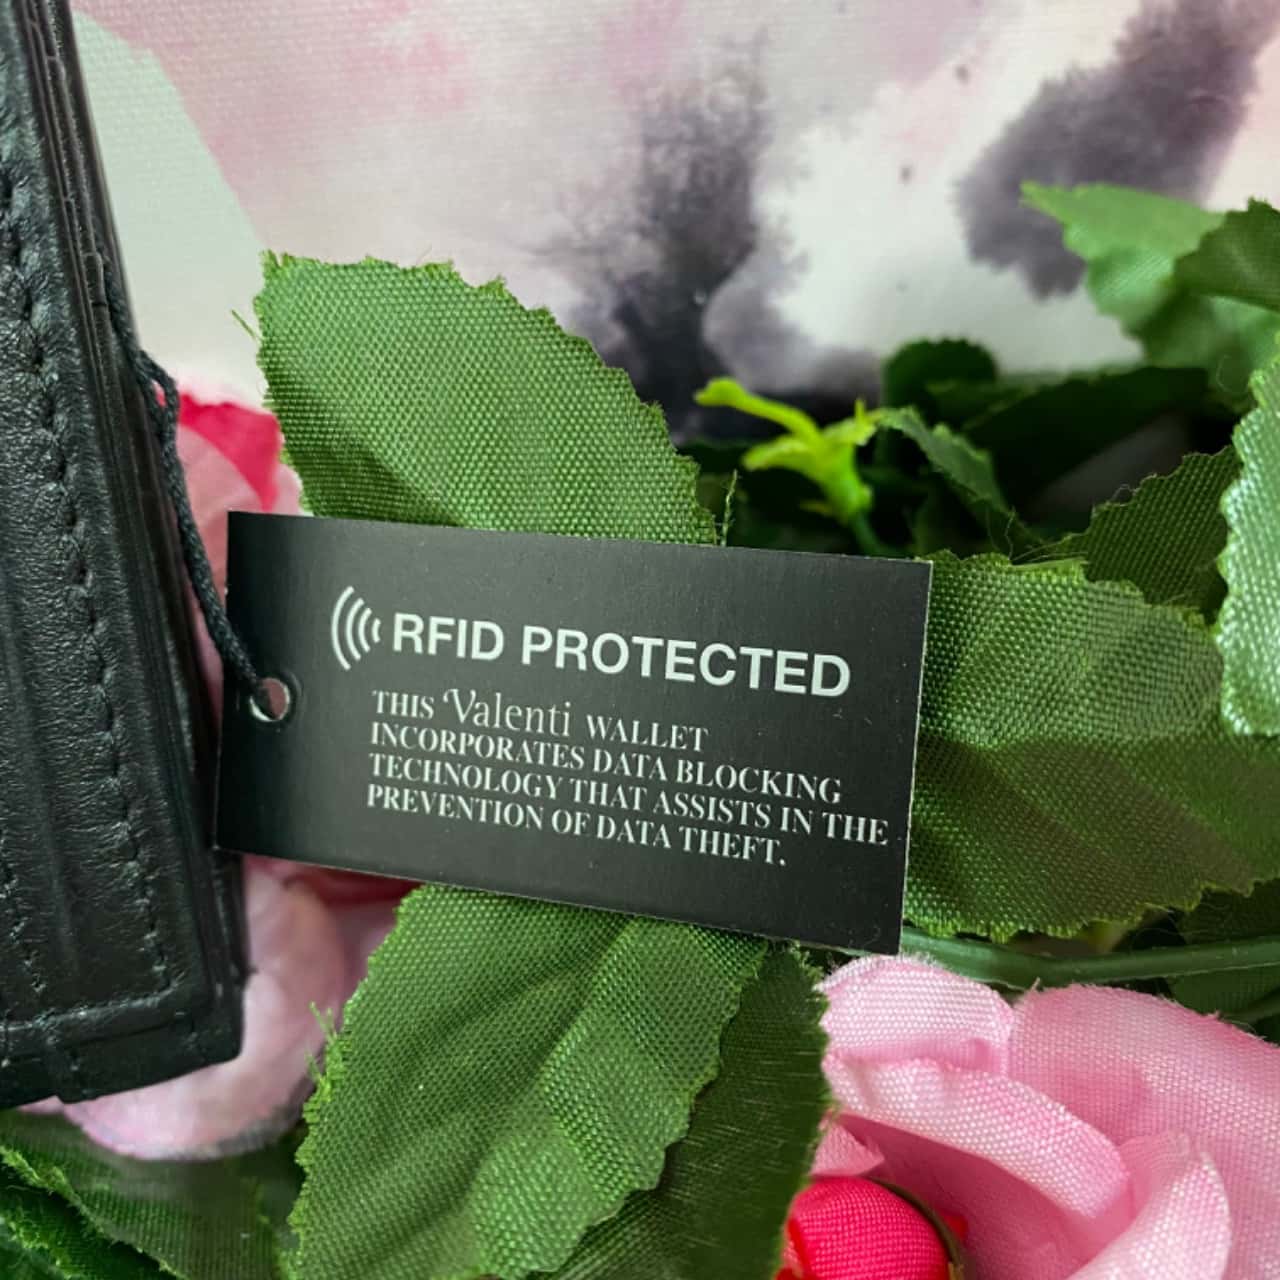 RFID PROTECTED
THIS Valenti WALLET
INCORPORATES DATA BLOCKING
TECHNOLOGY THAT ASSISTS IN THE
PREVENTION OF DATA THEFT.